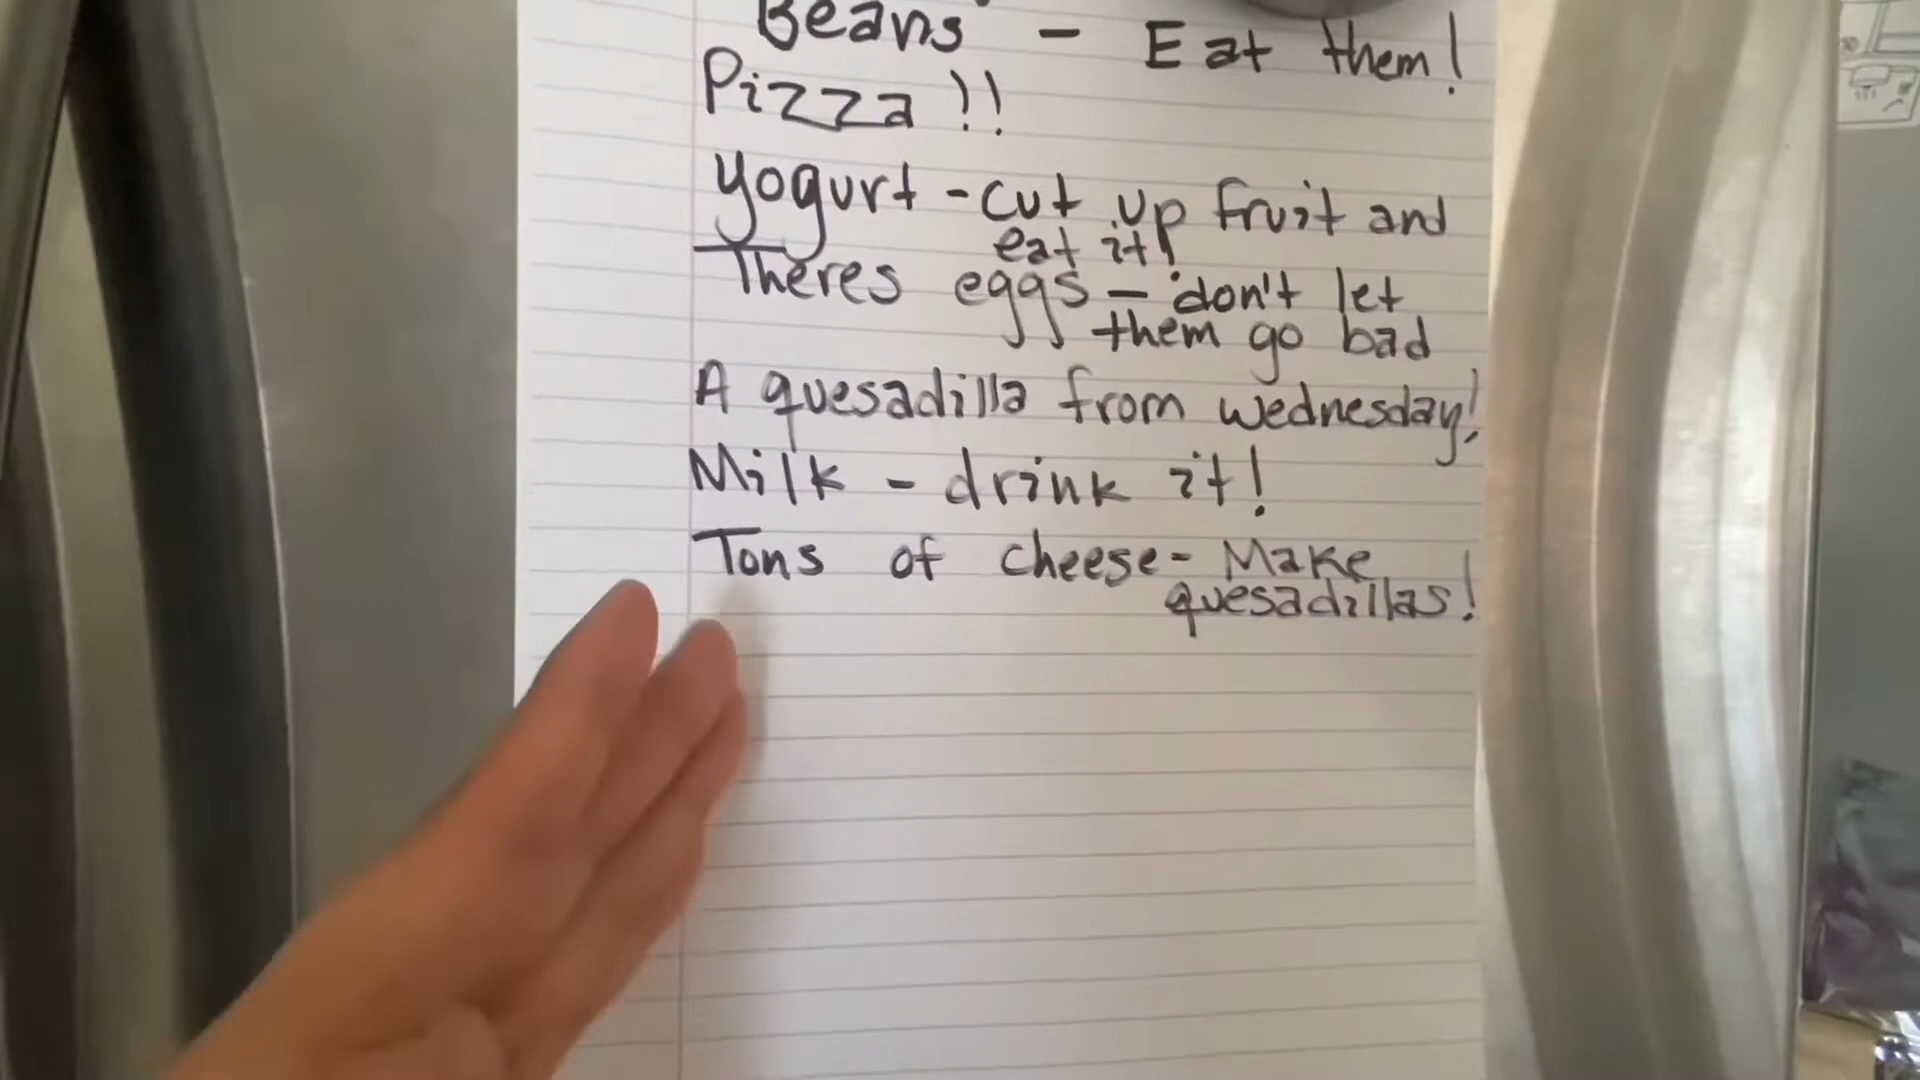 Beans - Eat them!
Pizza!!
Yogurt - cut up fruit and
eat it!
Theres eggs - don't let
them go bad
A quesadilla from Wednesday!
Milk - drink it!
Tons of cheese - Make
quesadillas!